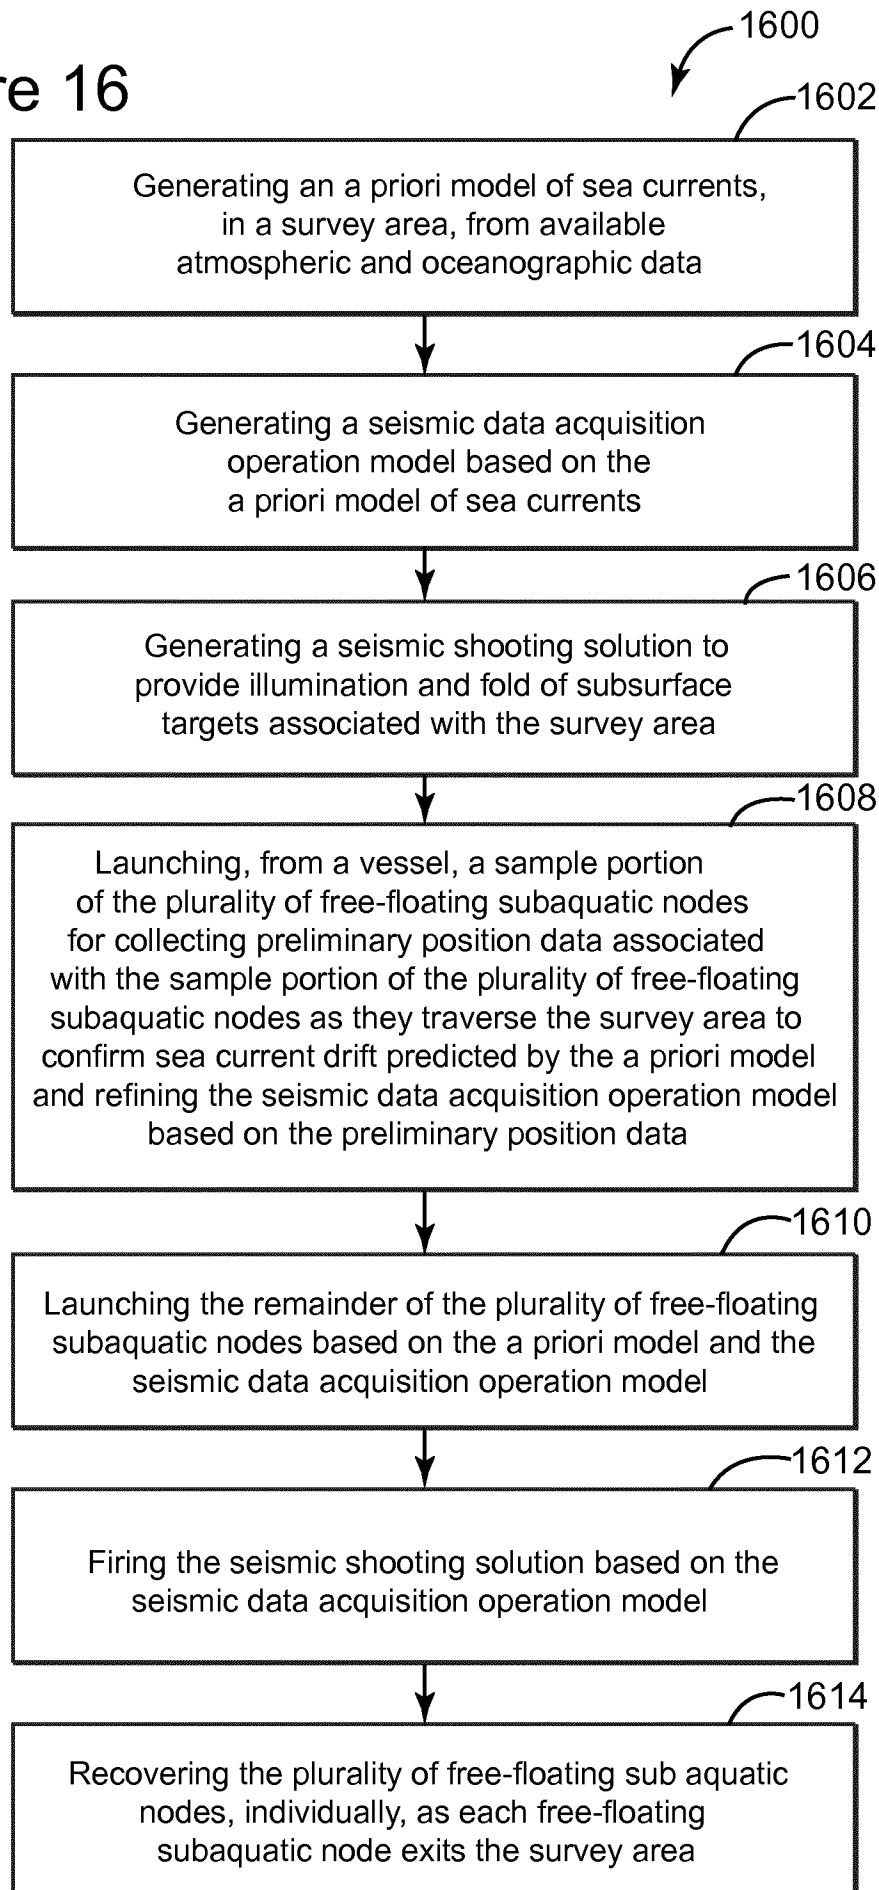 1600
re 16
1602
Generating an a priori model of sea currents,
in a survey area, from available
atmospheric and oceanographic data
1604
Generating a seismic data acquisition
operation model based on the
a priori model of sea currents
1606
Generating a seismic shooting solution to
provide illumination and fold of subsurface
targets associated with the survey area
1608
Launching, from a vessel, a sample portion
of the plurality of free-floating subaquatic nodes
for collecting preliminary position data associated
with the sample portion of the plurality of free-floating
subaquatic nodes as they traverse the survey area to
confirm sea current drift predicted by the a priori model
and refining the seismic data acquisition operation model
based on the preliminary position data
1610
Launching the remainder of the plurality of free-floating
subaquatic nodes based on the a priori model and the
seismic data acquisition operation model
1612
Firing the seismic shooting solution based on the
seismic data acquisition operation model
1614
Recovering the plurality of free-floating sub aquatic
nodes, individually, as each free-floating
subaquatic node exits the survey area